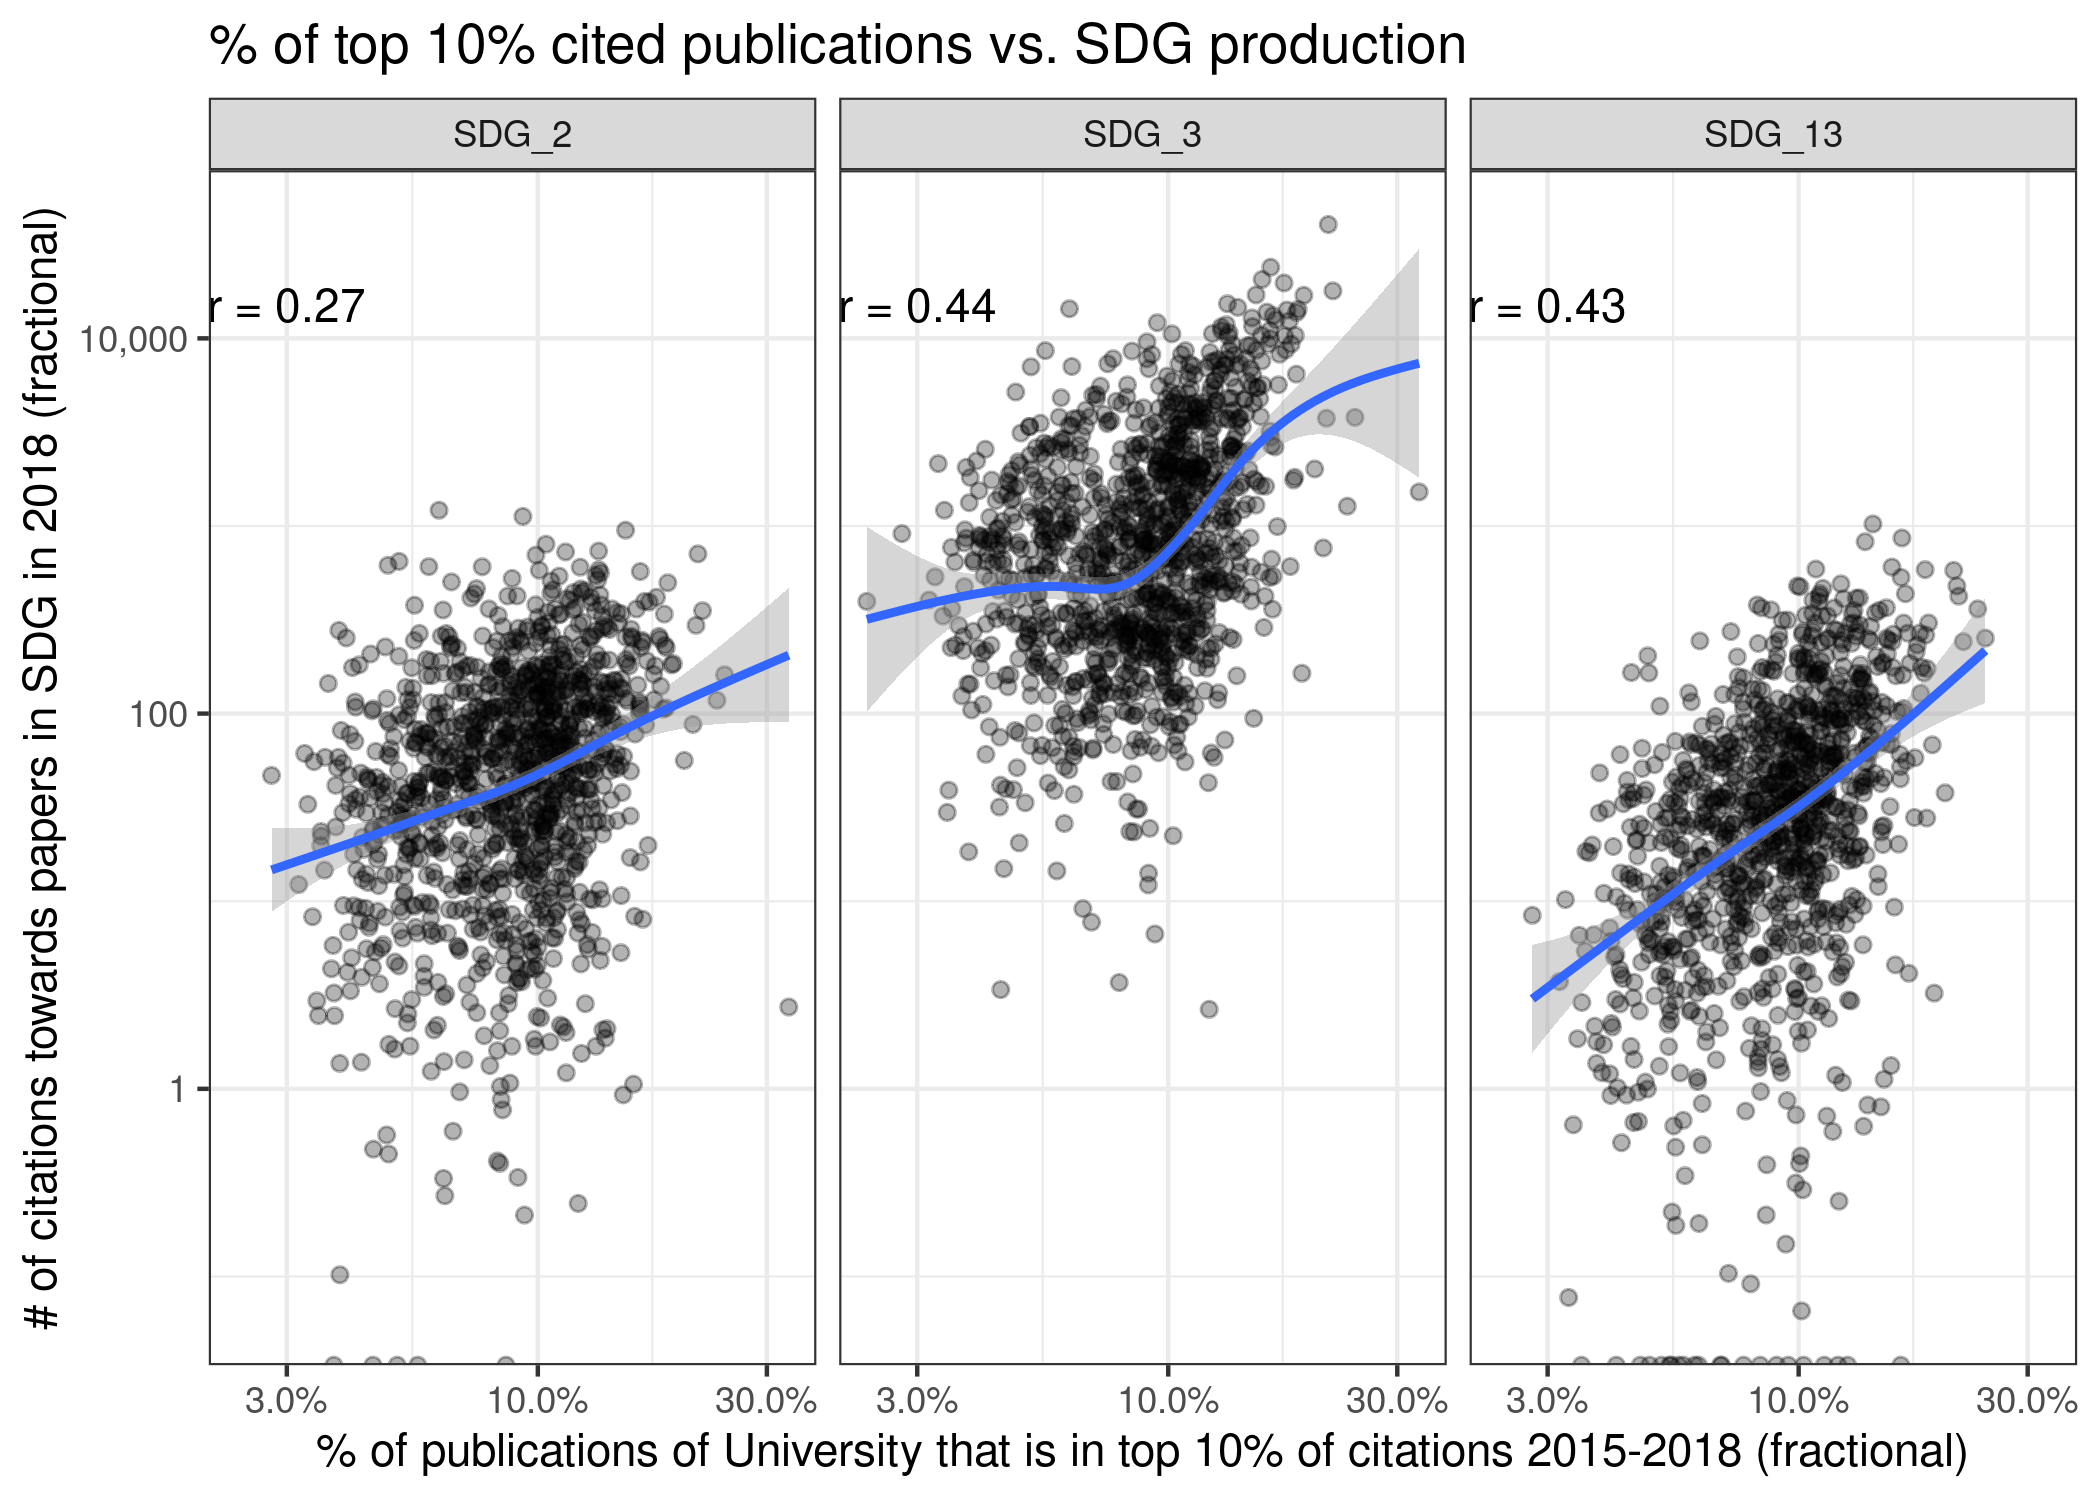 % of top 10% cited publications vs. SDG production
SDG_2
SDG_3
SDG_13
# of citations towards papers in SDG in 2018 (fractional)
r = 0.27
r = 0.44
r = 0.43
10,000
100
1
3.0%
10.0%
30.0%
3.0%
10.0%
30.0%
3.0%
10.0%
30.0%
% of publications of University that is in top 10% of citations 2015-2018 (fractional)